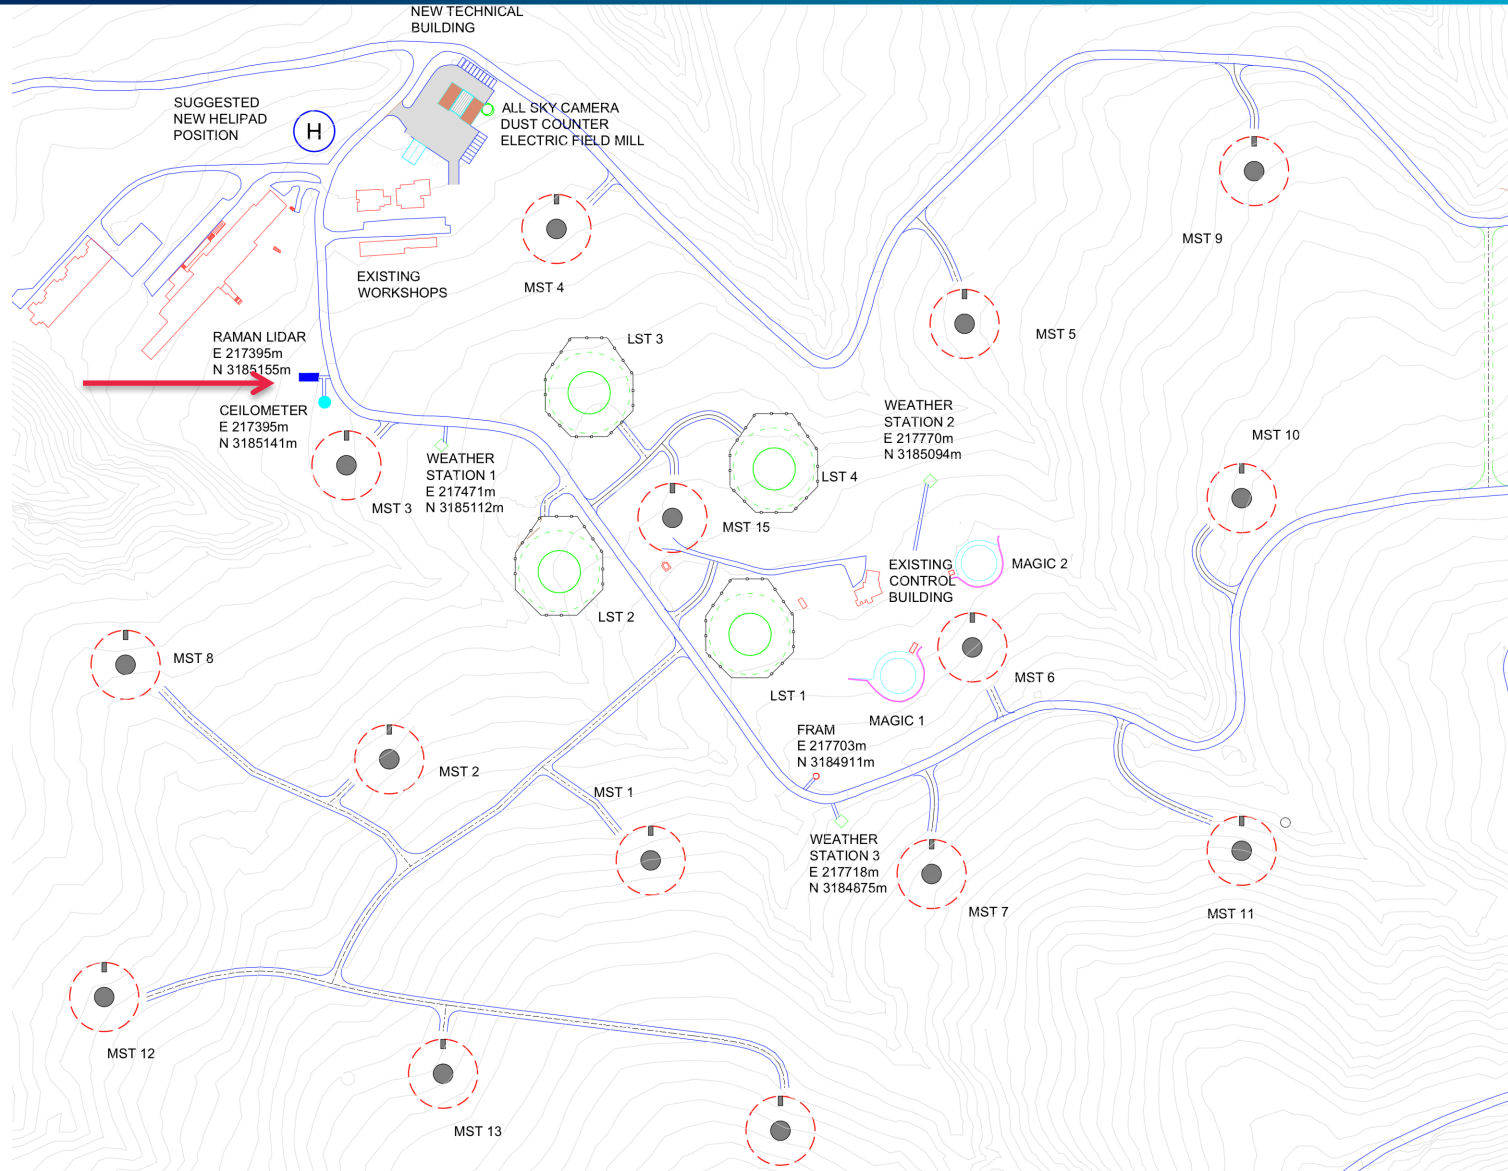 NEW TECHNICAL
BUILDING
SUGGESTED
NEW HELIPAD
POSITION
H
ALL SKY CAMERA
DUST COUNTER
ELECTRIC FIELD MILL
MST 9
MST 4
EXISTING
WORKSHOPS
MST 5
RAMAN LIDAR
E 217395m
N 3185155m
LST 3
CEILOMETER
E 217395m
N 3185141m
WEATHER
STATION 2
E 217770m
N 3185094m
MST 10
WEATHER
STATION 1
E 217471m
N 3185112m
LST 4
MST 3
MST 15
EXISTING
CONTROL
BUILDING
MAGIC 2
LST 2
MST 8
MST 6
LST 1
MAGIC 1
FRAM
E 217703m
N 3184911m
MST 2
MST 1
WEATHER
STATION 3
E 217718m
N 3184875m
MST 7
MST 11
MST 12
MST 13